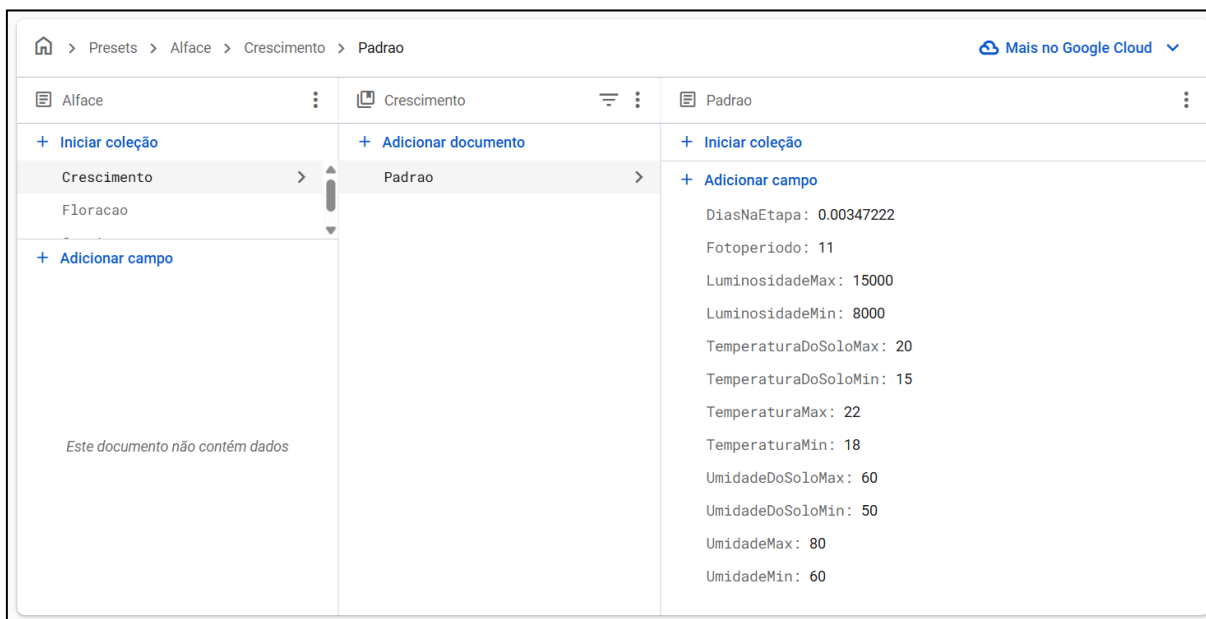 Presets > Alface > Crescimento > Padrao
Mais no Google Cloud
Alface
+ Iniciar coleção
Crescimento >
Floracao
+ Adicionar campo
Este documento não contém dados
Crescimento
+ Adicionar documento
Padrao >
Padrao
+ Iniciar coleção
+ Adicionar campo
DiasNaEtapa: 0.00347222
Fotoperiodo: 11
LuminosidadeMax: 15000
LuminosidadeMin: 8000
TemperaturaDoSoloMax: 20
TemperaturaDoSoloMin: 15
TemperaturaMax: 22
TemperaturaMin: 18
UmidadeDoSoloMax: 60
UmidadeDoSoloMin: 50
UmidadeMax: 80
UmidadeMin: 60